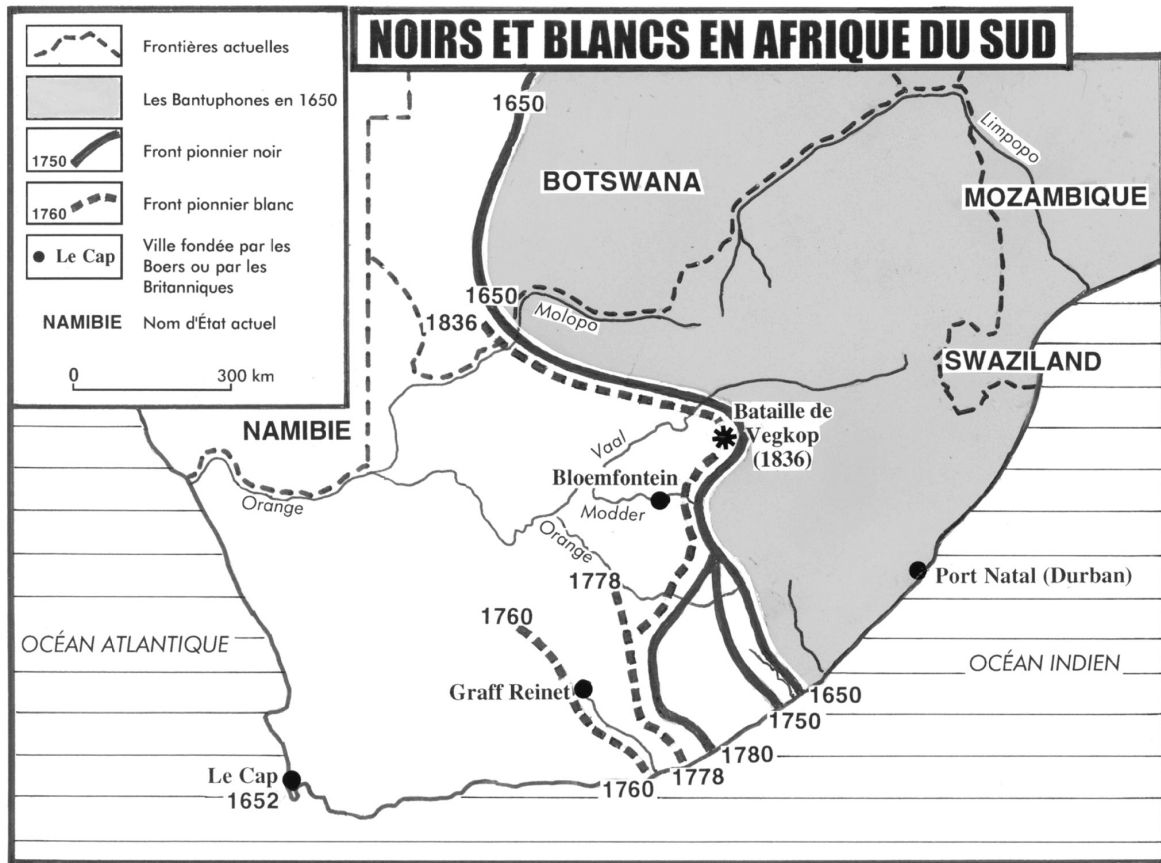 NOIRS ET BLANCS EN AFRIQUE DU SUD
Frontières actuelles
Les Bantuphones en 1650
1750
Front pionnier noir
1760
Front pionnier blanc
Le Cap
Ville fondée par les
Boers ou par les
Britanniques
NAMIBIE
Nom d'État actuel
0
300 km
1650
Limpopo
BOTSWANA
MOZAMBIQUE
1650
Molopo
1836
SWAZILAND
Bataille de
Vegkop
(1836)
NAMIBIE
Vaal
Bloemfontein
Orange
Modder
Orange
1778
Port Natal (Durban)
1760
OCÉAN ATLANTIQUE
OCÉAN INDIEN
Graff Reinet
1650
1750
1780
1778
1760
Le Cap
1652